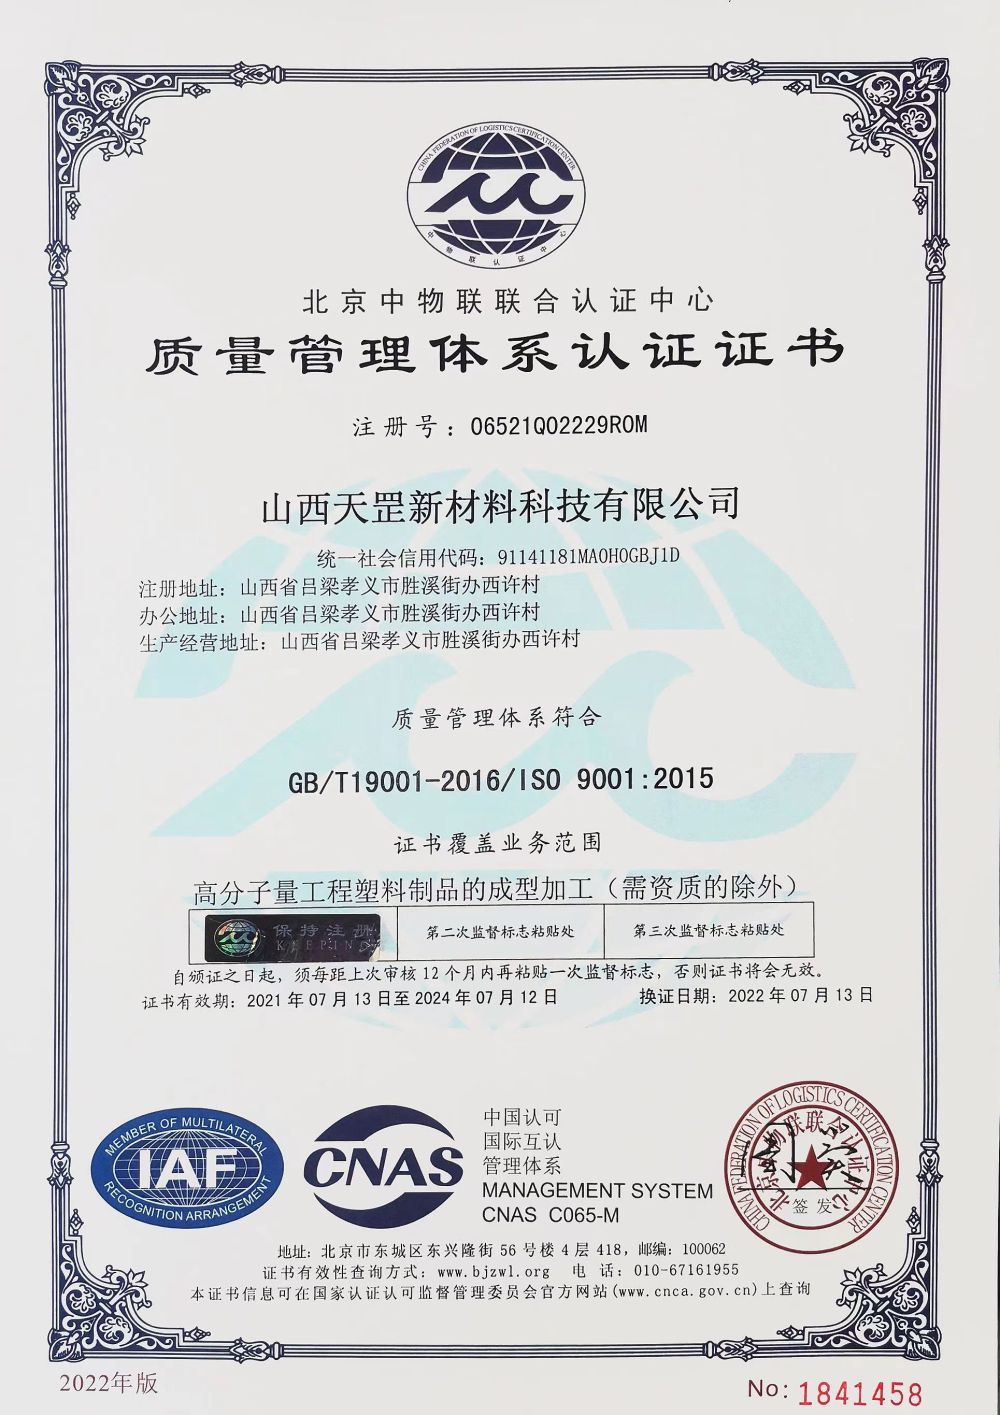 CHINA FEDERATION OF LOGISTICS CERTIFICATION CENTER
中物联认证中心
北京中物联联合认证中心
质量管理体系认证证书
注册号：06521Q02229R0M
山西天罡新材料科技有限公司
统一社会信用代码：91141181MA0H0GBJ1D
注册地址：山西省吕梁孝义市胜溪街办西许村
办公地址：山西省吕梁孝义市胜溪街办西许村
生产经营地址：山西省吕梁孝义市胜溪街办西许村
质量管理体系符合
GB/T19001-2016/ISO 9001:2015
证书覆盖业务范围
高分子量工程塑料制品的成型加工（需资质的除外）
保持注册
KEEPING
第二次监督标志粘贴处
第三次监督标志粘贴处
自颁证之日起，须每距上次审核12个月内再粘贴一次监督标志，否则证书将会无效。
证书有效期：2021年07月13日至2024年07月12日 换证日期：2022年07月13日
MEMBER OF MULTILATERAL
IAF
RECOGNITION ARRANGEMENT
CNAS
中国认可
国际互认
管理体系
MANAGEMENT SYSTEM
CNAS C065-M
CHINA FEDERATION OF LOGISTICS CERTIFICATION CENTER
北京中物联联合认证中心
签发
地址：北京市东城区东兴隆街56号楼4层418，邮编：100062
证书有效性查询方式：www.bjzwl.org 电 话：010-67161955
本证书信息可在国家认证认可监督管理委员会官方网站(www.cnca.gov.cn)上查询
2022年版
No: 1841458